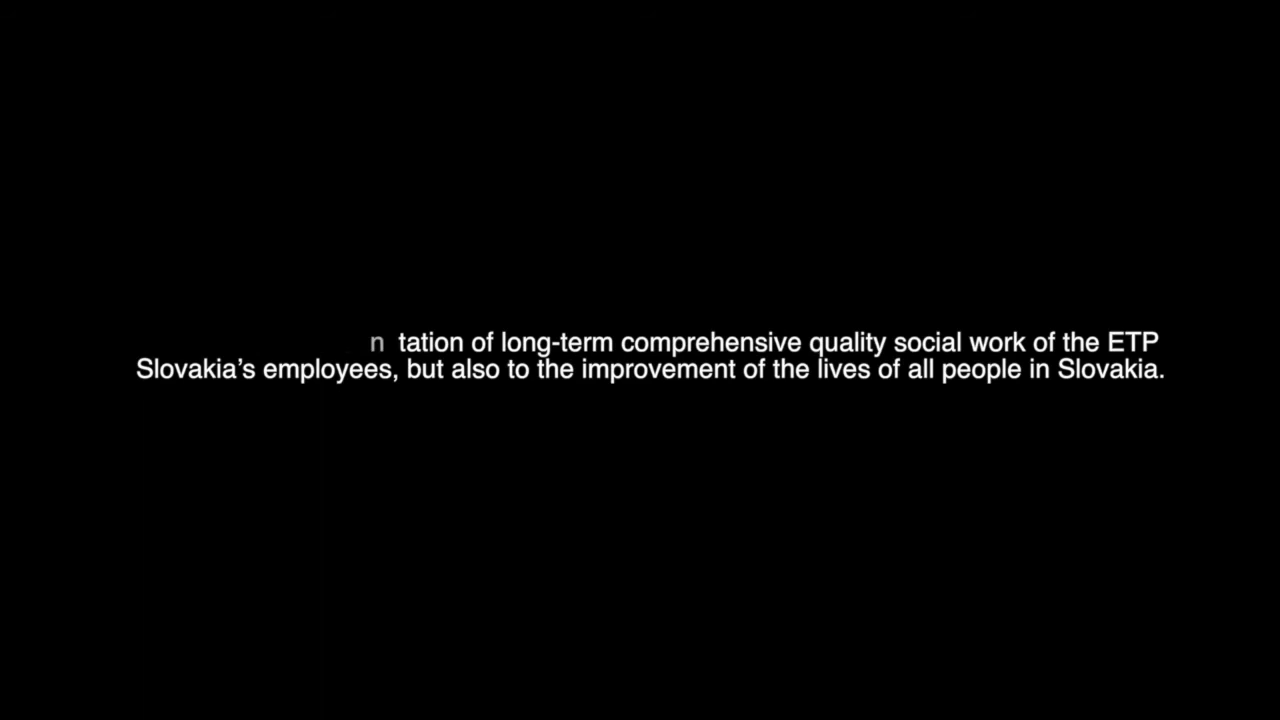 n tation of long-term comprehensive quality social work of the ETP
Slovakia’s employees, but also to the improvement of the lives of all people in Slovakia.